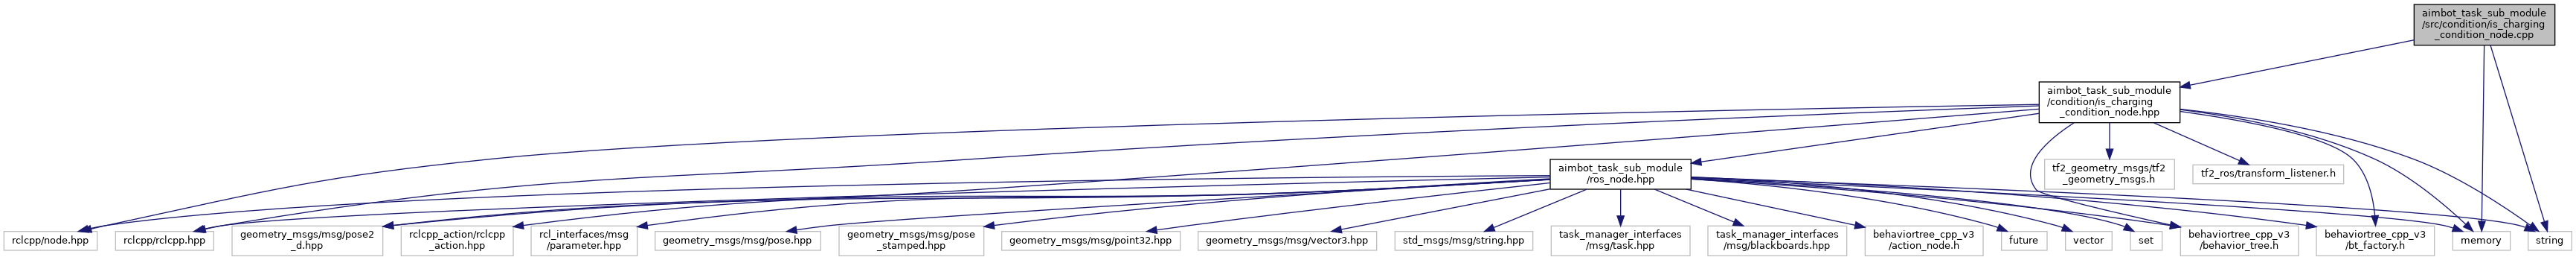 aimbot_task_sub_module
/src/condition/is_charging
_condition_node.cpp
aimbot_task_sub_module
/condition/is_charging
_condition_node.hpp
aimbot_task_sub_module
/ros_node.hpp
tf2_geometry_msgs/tf2
_geometry_msgs.h
tf2_ros/transform_listener.h
rclcpp/node.hpp
rclcpp/rclcpp.hpp
geometry_msgs/msg/pose2
_d.hpp
rclcpp_action/rclcpp
_action.hpp
rcl_interfaces/msg
/parameter.hpp
geometry_msgs/msg/pose.hpp
geometry_msgs/msg/pose
_stamped.hpp
geometry_msgs/msg/point32.hpp
geometry_msgs/msg/vector3.hpp
std_msgs/msg/string.hpp
task_manager_interfaces
/msg/task.hpp
task_manager_interfaces
/msg/blackboards.hpp
behaviortree_cpp_v3
/action_node.h
future
vector
set
behaviortree_cpp_v3
/behavior_tree.h
behaviortree_cpp_v3
/bt_factory.h
memory
string